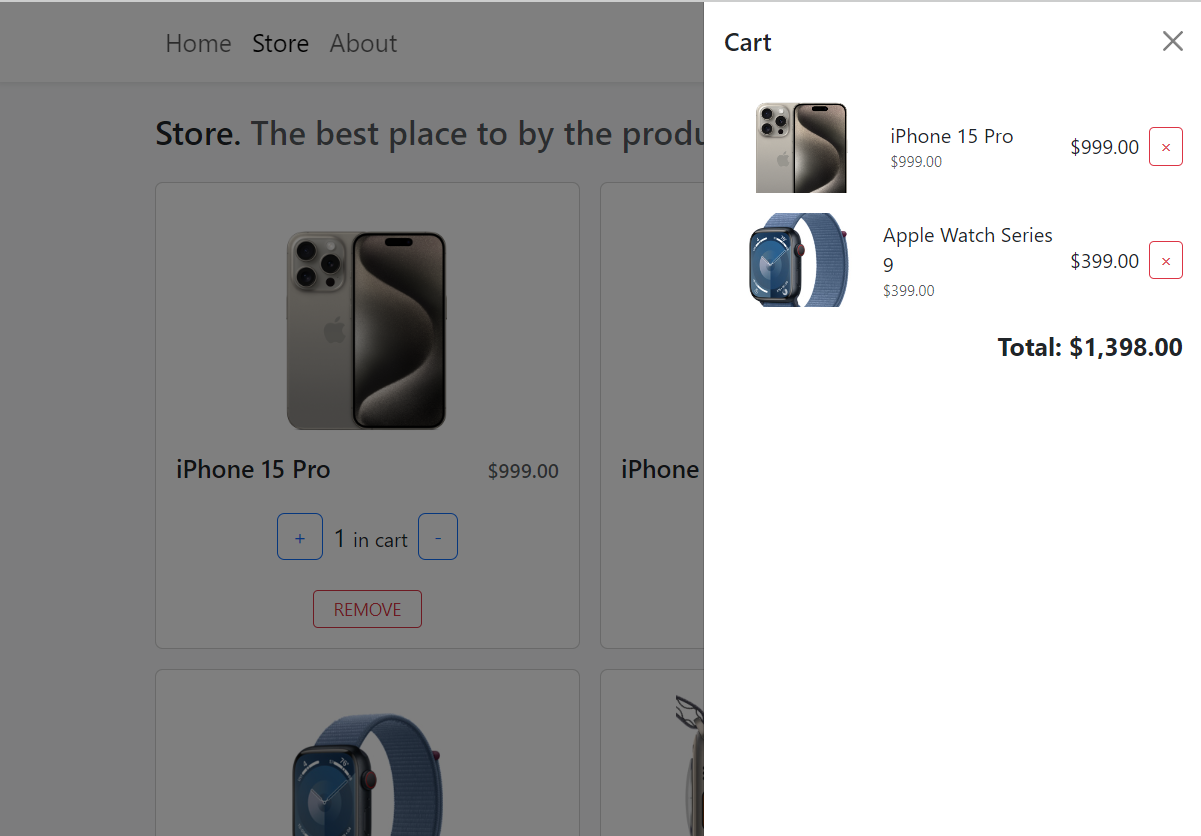 Home Store About
Store. The best place to by the produ
iPhone 15 Pro $999.00
+ 1 in cart -
REMOVE
iPhone
Cart
iPhone 15 Pro
$999.00
$999.00 ×
Apple Watch Series
9
$399.00
$399.00 ×
Total: $1,398.00